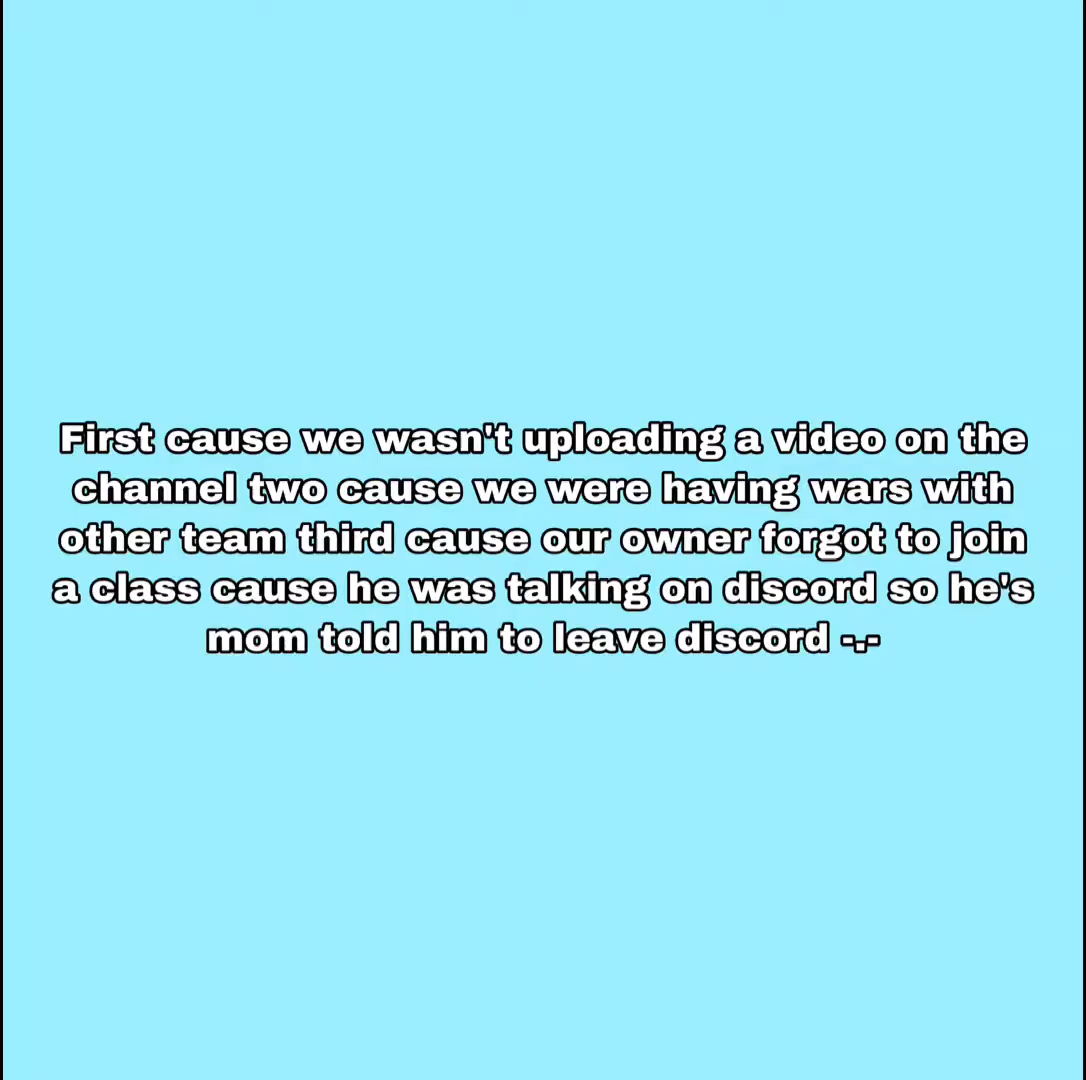 First cause we wasn't uploading a video on the
channel two cause we were having wars with
other team third cause our owner forgot to join
a class cause he was talking on discord so he's
mom told him to leave discord -.-